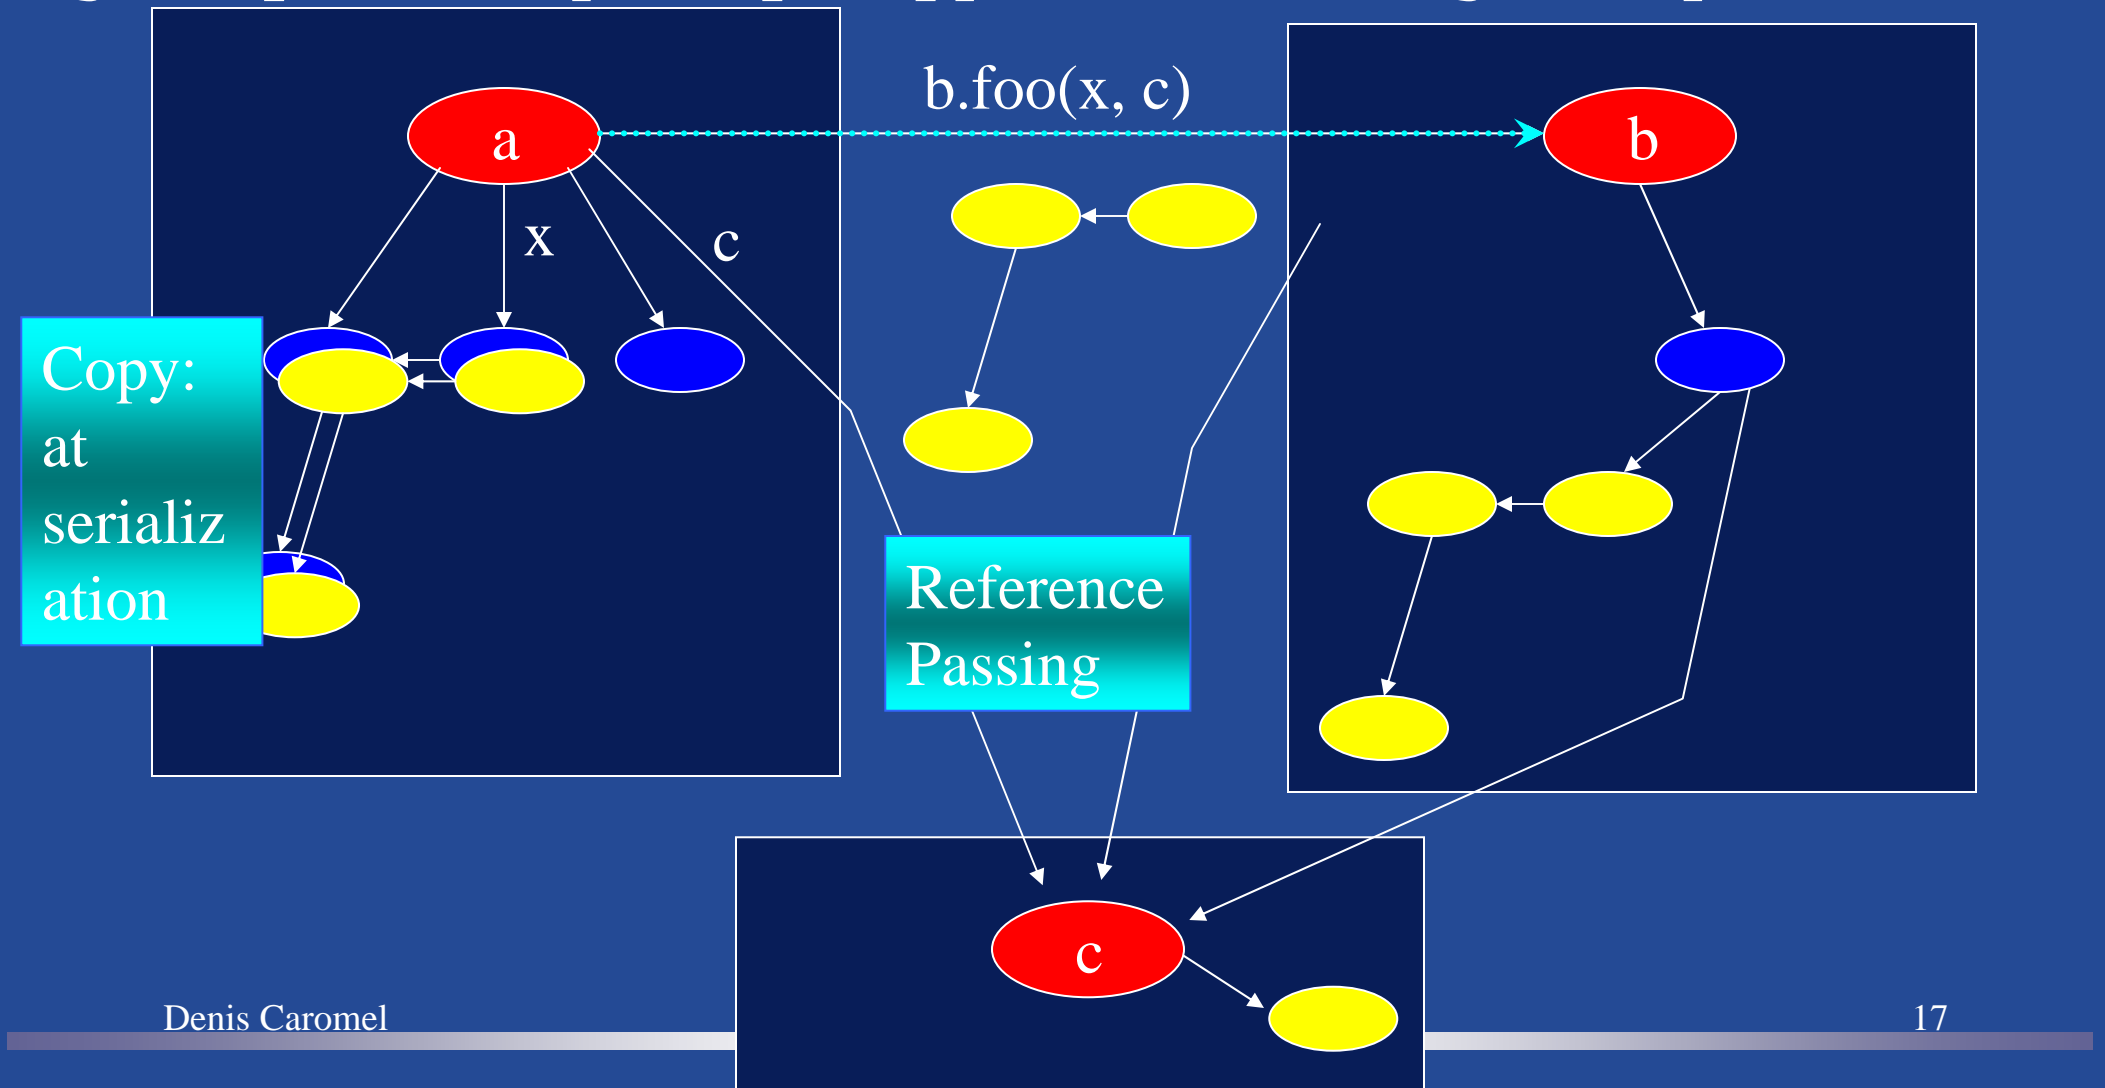 b.foo(x, c)
a
b
x
c
Copy:
at
serializ
ation
Reference
Passing
c
Denis Caromel
17